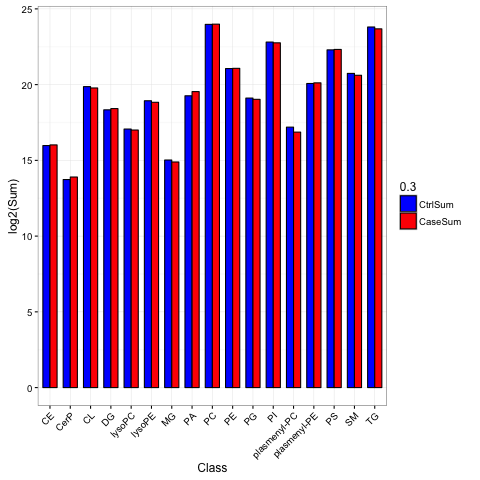 25
20
15
10
5
0
log2(Sum)
CE
CerP
CL
DG
lysoPC
lysoPE
MG
PA
PC
PE
PG
PI
plasmenyl-PC
plasmenyl-PE
PS
SM
TG
Class
0.3
CtrlSum
CaseSum